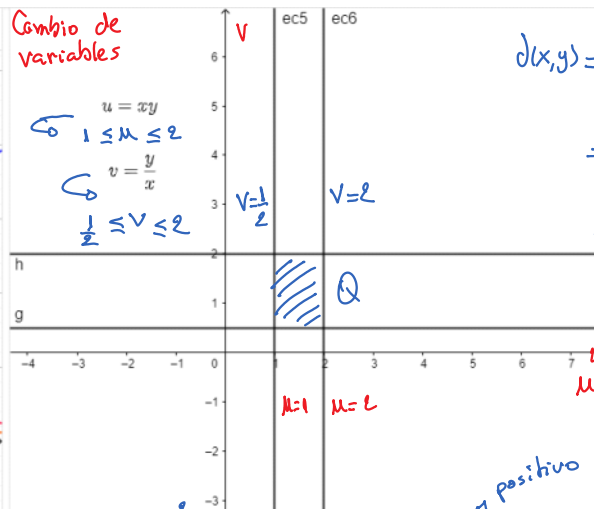 Cambio de
variables
u = xy
1 ≤ u ≤ 2
v = y/x
1/2 ≤ v ≤ 2
V
ec5
ec6
∂(x,y) =
=
V=1/2
V=2
h
g
Q
6
5
4
3
2
1
-4 -3 -2 -1 0 1 2 3 4 5 6 7
-1
-2
-3
u=1
u=2
u
positivo